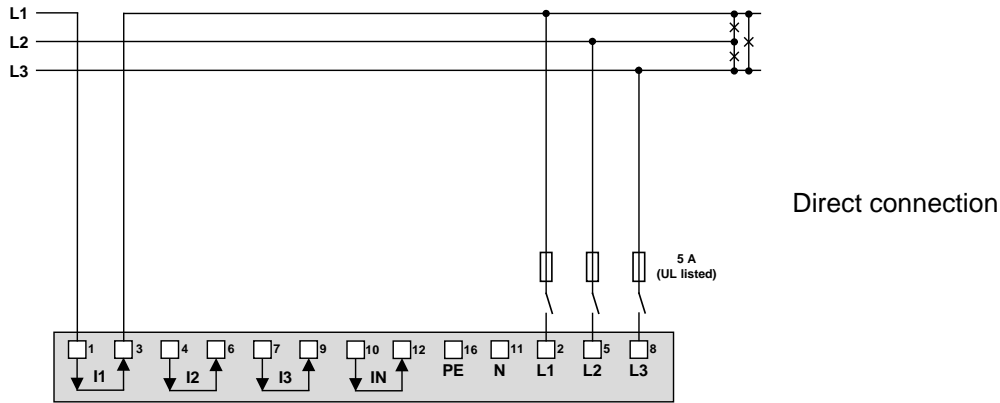 L1
L2
L3
Direct connection
5 A
(UL listed)
1 3 4 6 7 9 10 12 16 11 2 5 8
I1 I2 I3 IN PE N L1 L2 L3